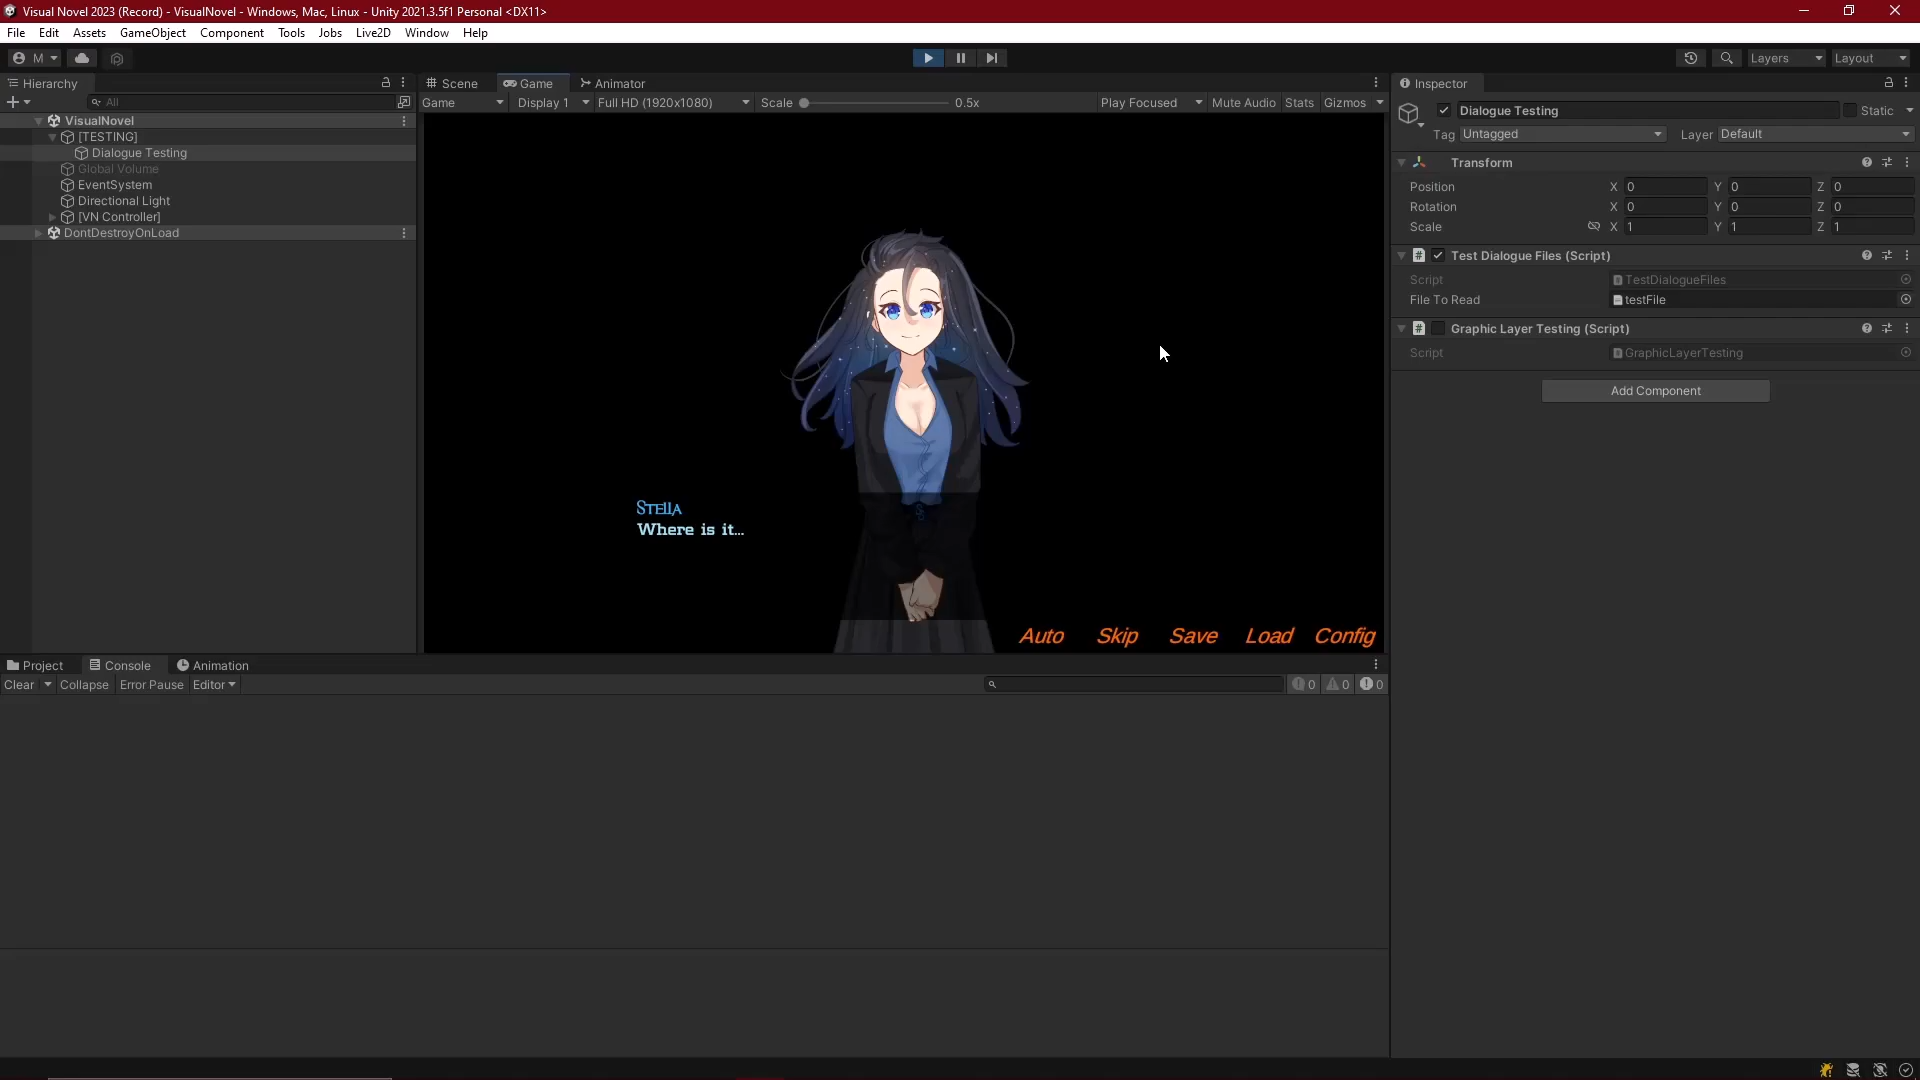 Visual Novel 2023 (Record) - VisualNovel - Windows, Mac, Linux - Unity 2021.3.5f1 Personal <DX11>
File Edit Assets GameObject Component Tools Jobs Live2D Window Help
M Layers Layout
Hierarchy
All
VisualNovel
[TESTING]
Dialogue Testing
Global Volume
EventSystem
Directional Light
[VN Controller]
DontDestroyOnLoad
Scene Game Animator
Game Display 1 Full HD (1920x1080) Scale 0.5x Play Focused Mute Audio Stats Gizmos
Stella
Where is it...
Auto Skip Save Load Config
Project Console Animation
Clear Collapse Error Pause Editor 0 0 0
Inspector
Dialogue Testing Static
Tag Untagged Layer Default
Transform
Position X 0 Y 0 Z 0
Rotation X 0 Y 0 Z 0
Scale X 1 Y 1 Z 1
# Test Dialogue Files (Script)
Script TestDialogueFiles
File To Read testFile
# Graphic Layer Testing (Script)
Script GraphicLayerTesting
Add Component